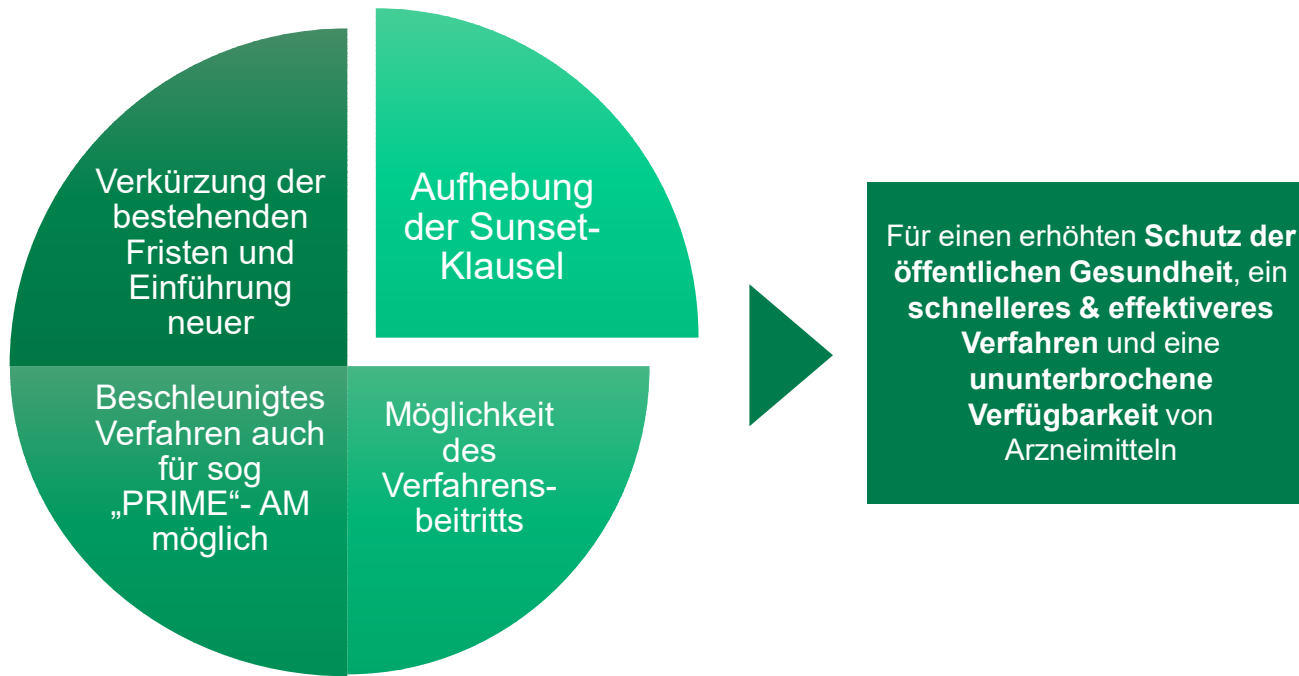 Verkürzung der
bestehenden
Fristen und
Einführung
neuer
Aufhebung
der Sunset-
Klausel
Beschleunigtes
Verfahren auch
für sog
„PRIME“- AM
möglich
Möglichkeit
des
Verfahrens-
beitritts
Für einen erhöhten Schutz der
öffentlichen Gesundheit, ein
schnelleres & effektiveres
Verfahren und eine
ununterbrochene
Verfügbarkeit von
Arzneimitteln